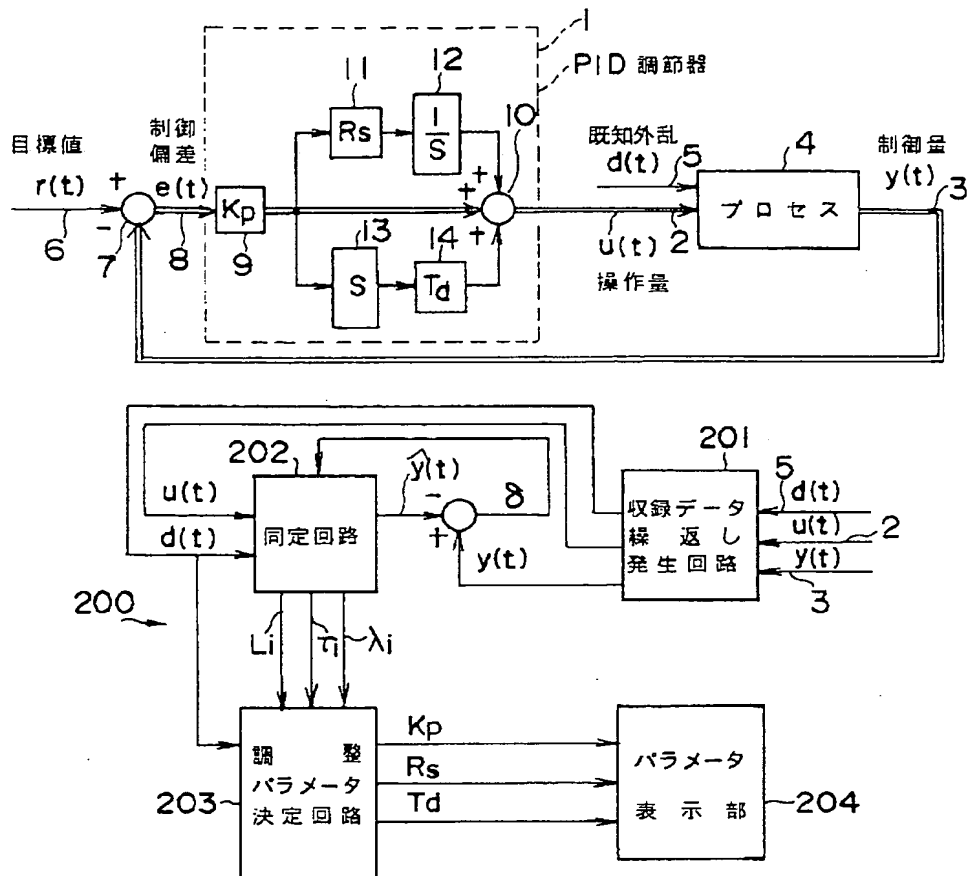 1
PID 調節器
11
12
10
Rs
1
S
目標値
r(t)
+
-
6
7
制御
偏差
e(t)
8
Kp
9
+
+
+
13
S
14
Td
既知外乱
d(t)
5
u(t)
2
操作量
4
プロセス
制御量
y(t)
3
202
u(t)
d(t)
同定回路
ŷ(t)
-
+
δ
y(t)
201
収録データ
繰返し
発生回路
5
d(t)
u(t)
2
y(t)
3
200
Li
τi
λi
調整
パラメータ
決定回路
203
Kp
Rs
Td
パラメータ
表示部
204